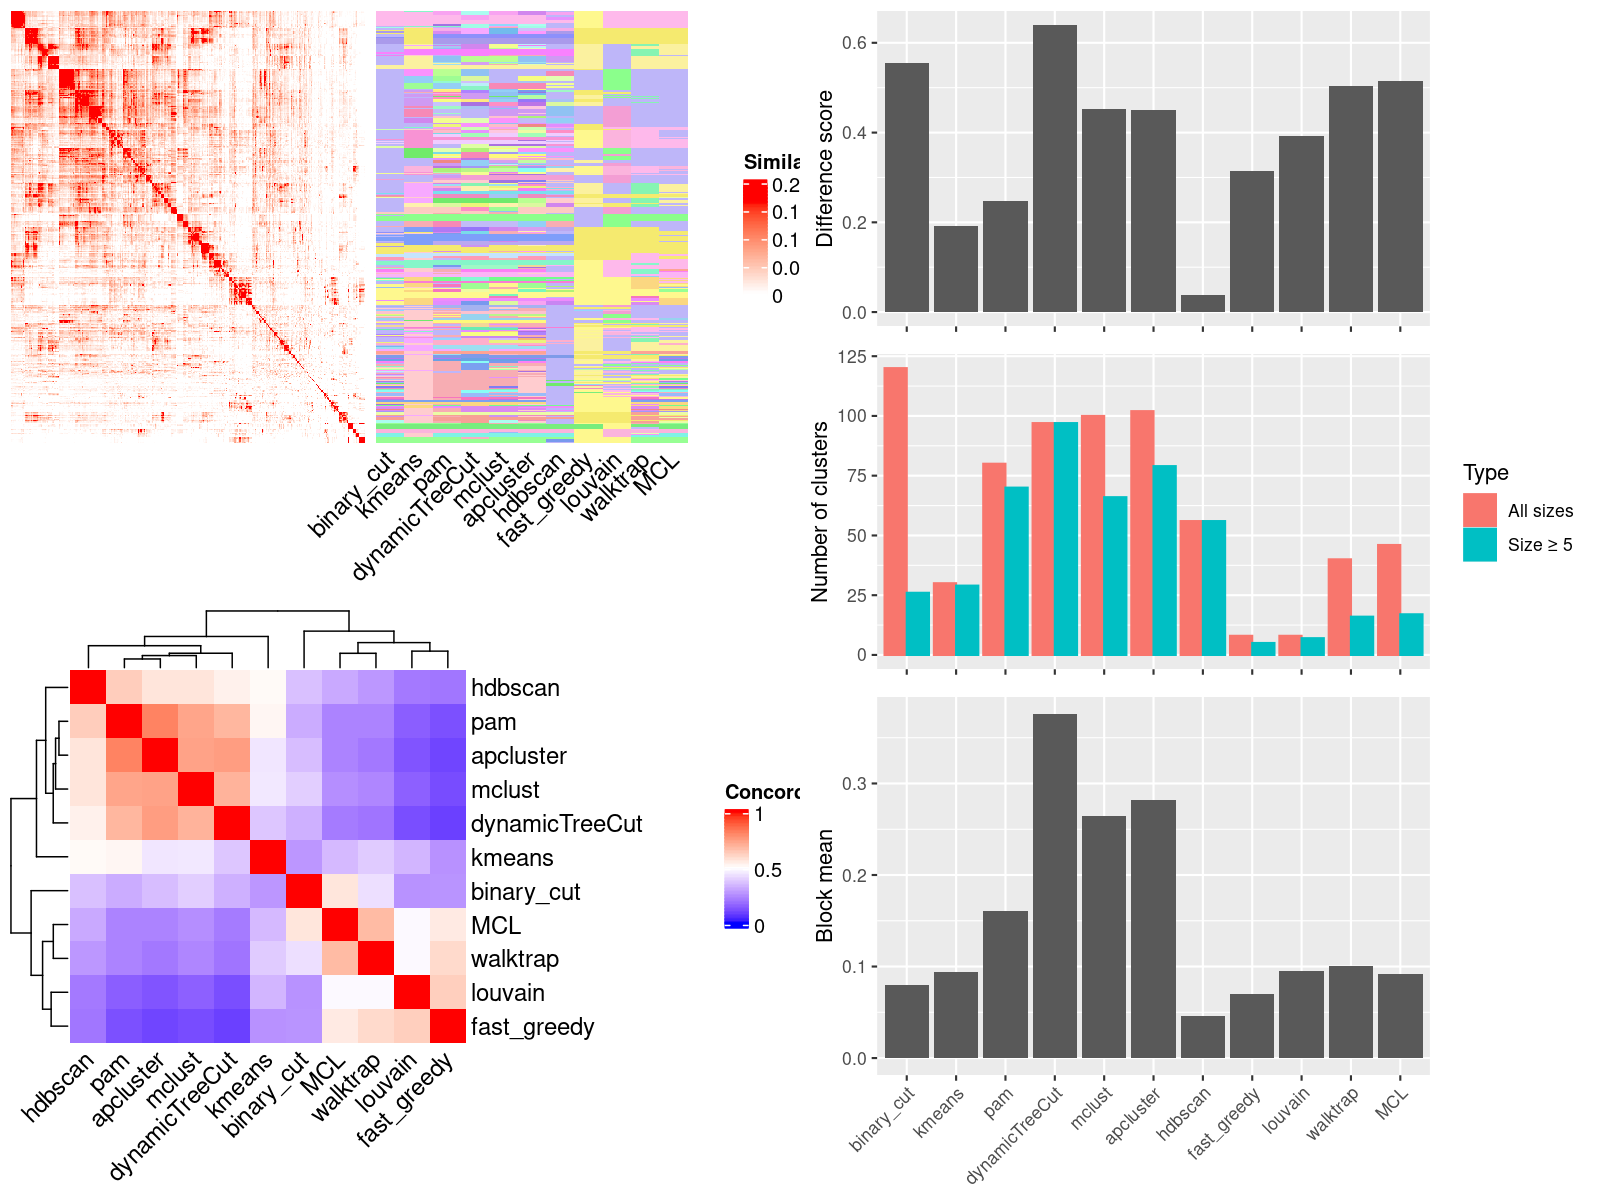 Simila
0.2
0.1
0.1
0.0
0
binary_cut
kmeans
pam
dynamicTreeCut
mclust
apcluster
hdbscan
fast_greedy
louvain
walktrap
MCL
hdbscan
pam
apcluster
mclust
dynamicTreeCut
kmeans
binary_cut
MCL
walktrap
louvain
fast_greedy
hdbscan
pam
apcluster
mclust
dynamicTreeCut
kmeans
binary_cut
MCL
walktrap
louvain
fast_greedy
Concord
1
0.5
0
Difference score
0.6
0.4
0.2
0.0
Number of clusters
125
100
75
50
25
0
Type
All sizes
Size ≥ 5
Block mean
0.3
0.2
0.1
0.0
binary_cut
kmeans
pam
dynamicTreeCut
mclust
apcluster
hdbscan
fast_greedy
louvain
walktrap
MCL